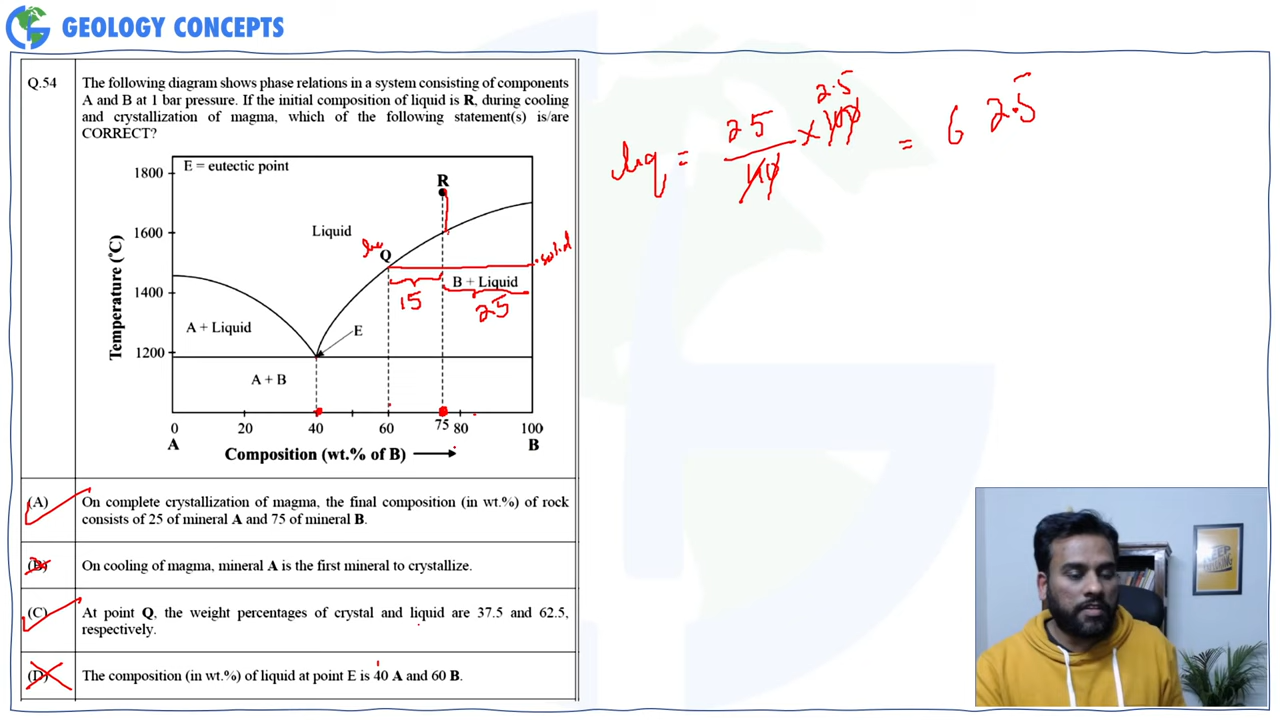 GEOLOGY CONCEPTS
Q.54
The following diagram shows phase relations in a system consisting of components
A and B at 1 bar pressure. If the initial composition of liquid is R, during cooling
and crystallization of magma, which of the following statement(s) is/are
CORRECT?
liq = 25/40 × 100 2.5 = 62.5
E = eutectic point
1800
1600
1400
1200
Temperature (°C)
R
Liquid
Q
solid
B + Liquid
15
25
A + Liquid
E
A + B
0 20 40 60 75 80 100
A B
Composition (wt.% of B)
(A) On complete crystallization of magma, the final composition (in wt.%) of rock
consists of 25 of mineral A and 75 of mineral B.
(B) On cooling of magma, mineral A is the first mineral to crystallize.
(C) At point Q, the weight percentages of crystal and liquid are 37.5 and 62.5,
respectively.
(D) The composition (in wt.%) of liquid at point E is 40 A and 60 B.
KEEP